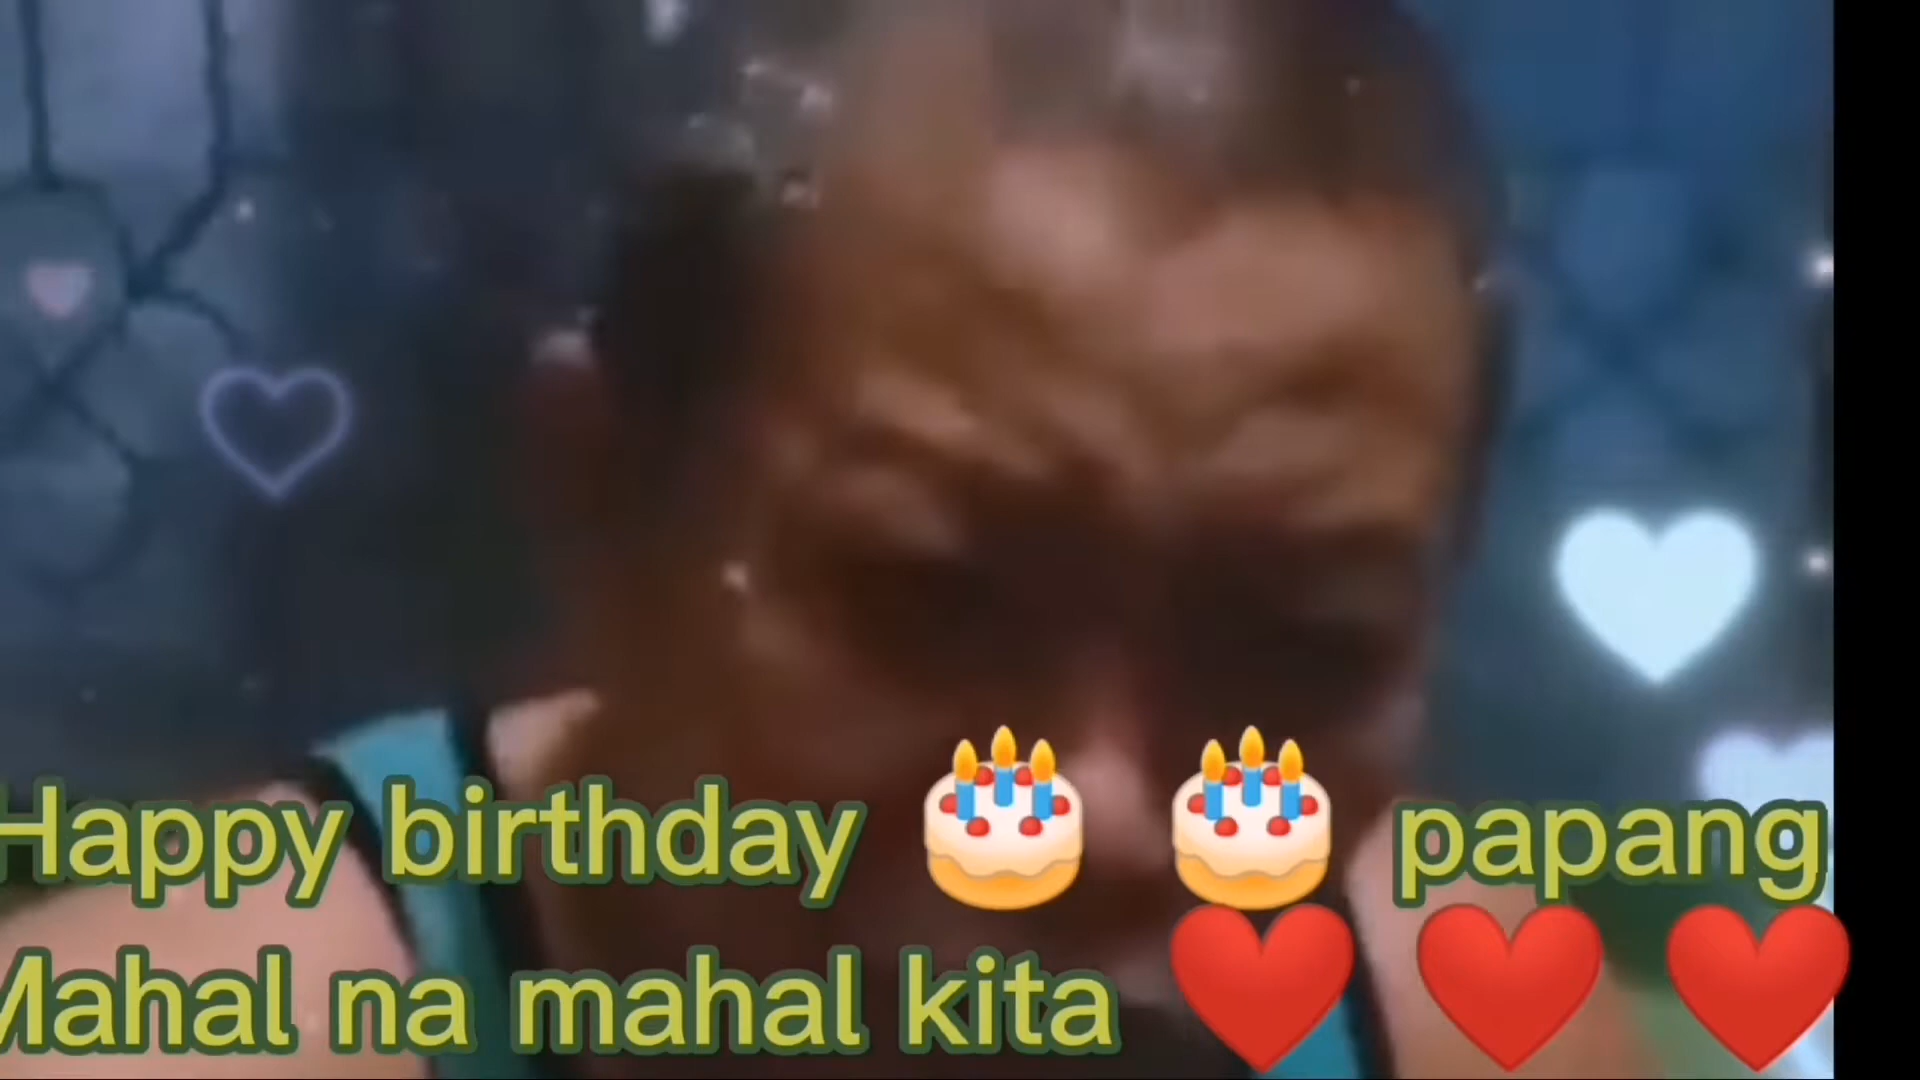 Happy birthday 🎂 🎂 papang
Mahal na mahal kita ❤️ ❤️ ❤️